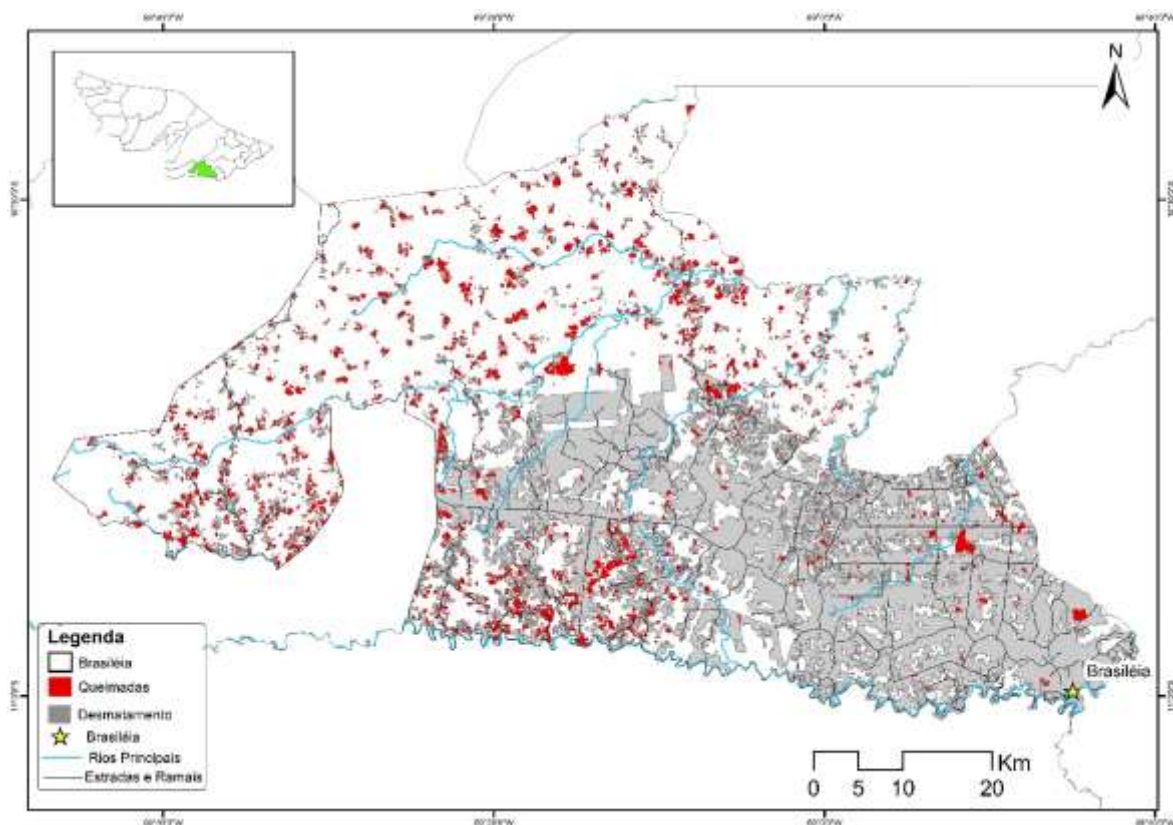 N
Brasiléia
Legenda
Brasiléia
Queimadas
Desmatamento
Brasiléia
Rios Principais
Estradas e Ramais
Km
0 5 10 20